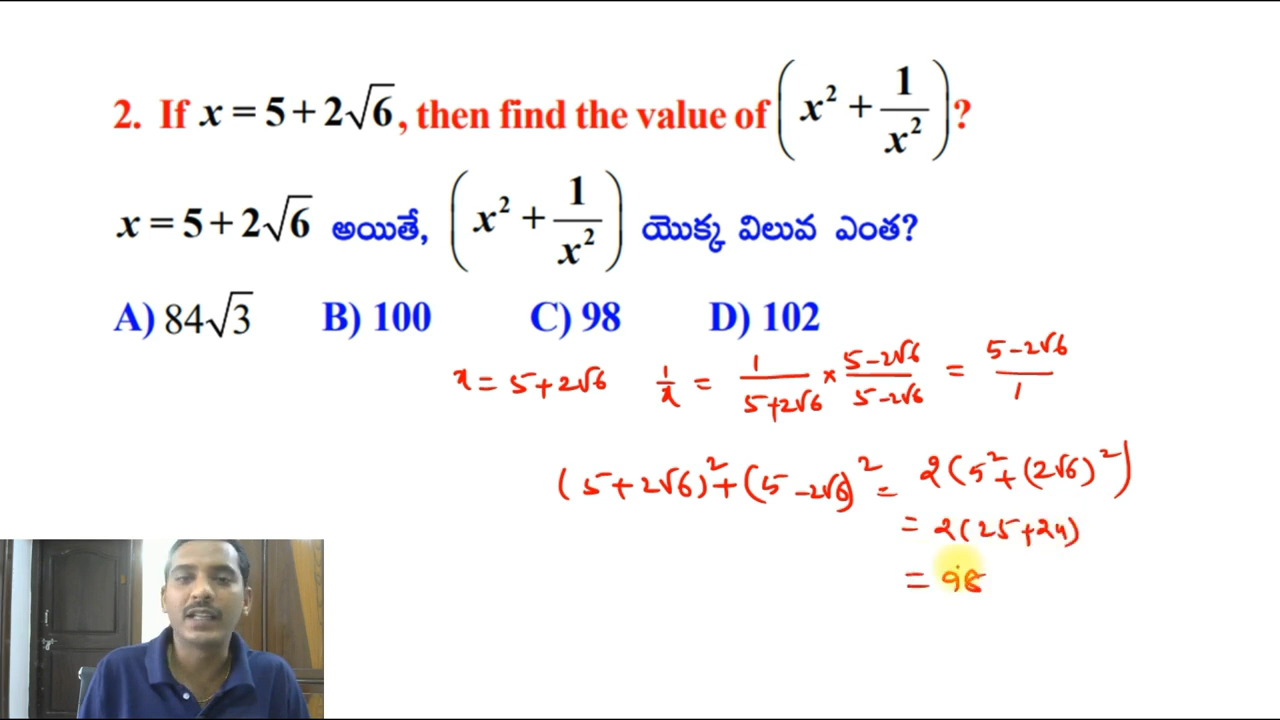 2. If x = 5 + 2√6, then find the value of (x² + 1/x²)?
x = 5 + 2√6 అయితే, (x² + 1/x²) యొక్క విలువ ఎంత?
A) 84√3 B) 100 C) 98 D) 102
x = 5+2√6 1/x = 1/(5+2√6) × (5-2√6)/(5-2√6) = (5-2√6)/1
(5+2√6)² + (5-2√6)² = 2(5² + (2√6)²)
= 2(25+24)
= 98